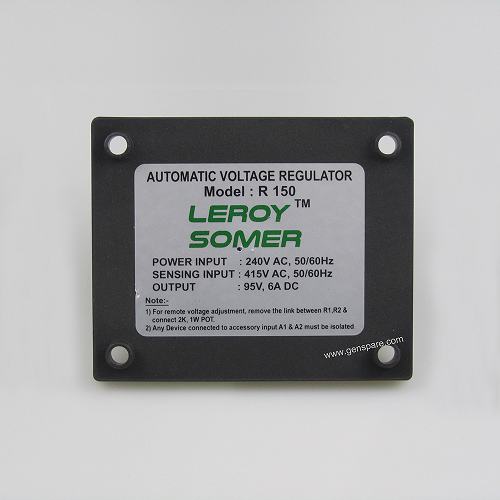 AUTOMATIC VOLTAGE REGULATOR
Model : R 150
LEROY™
SOMER
POWER INPUT : 240V AC, 50/60Hz
SENSING INPUT : 415V AC, 50/60Hz
OUTPUT : 95V, 6A DC
Note:-
1) For remote voltage adjustment, remove the link between R1,R2 &
connect 2K, 1W POT.
2) Any Device connected to accessory input A1 & A2 must be isolated
www.genspare.com